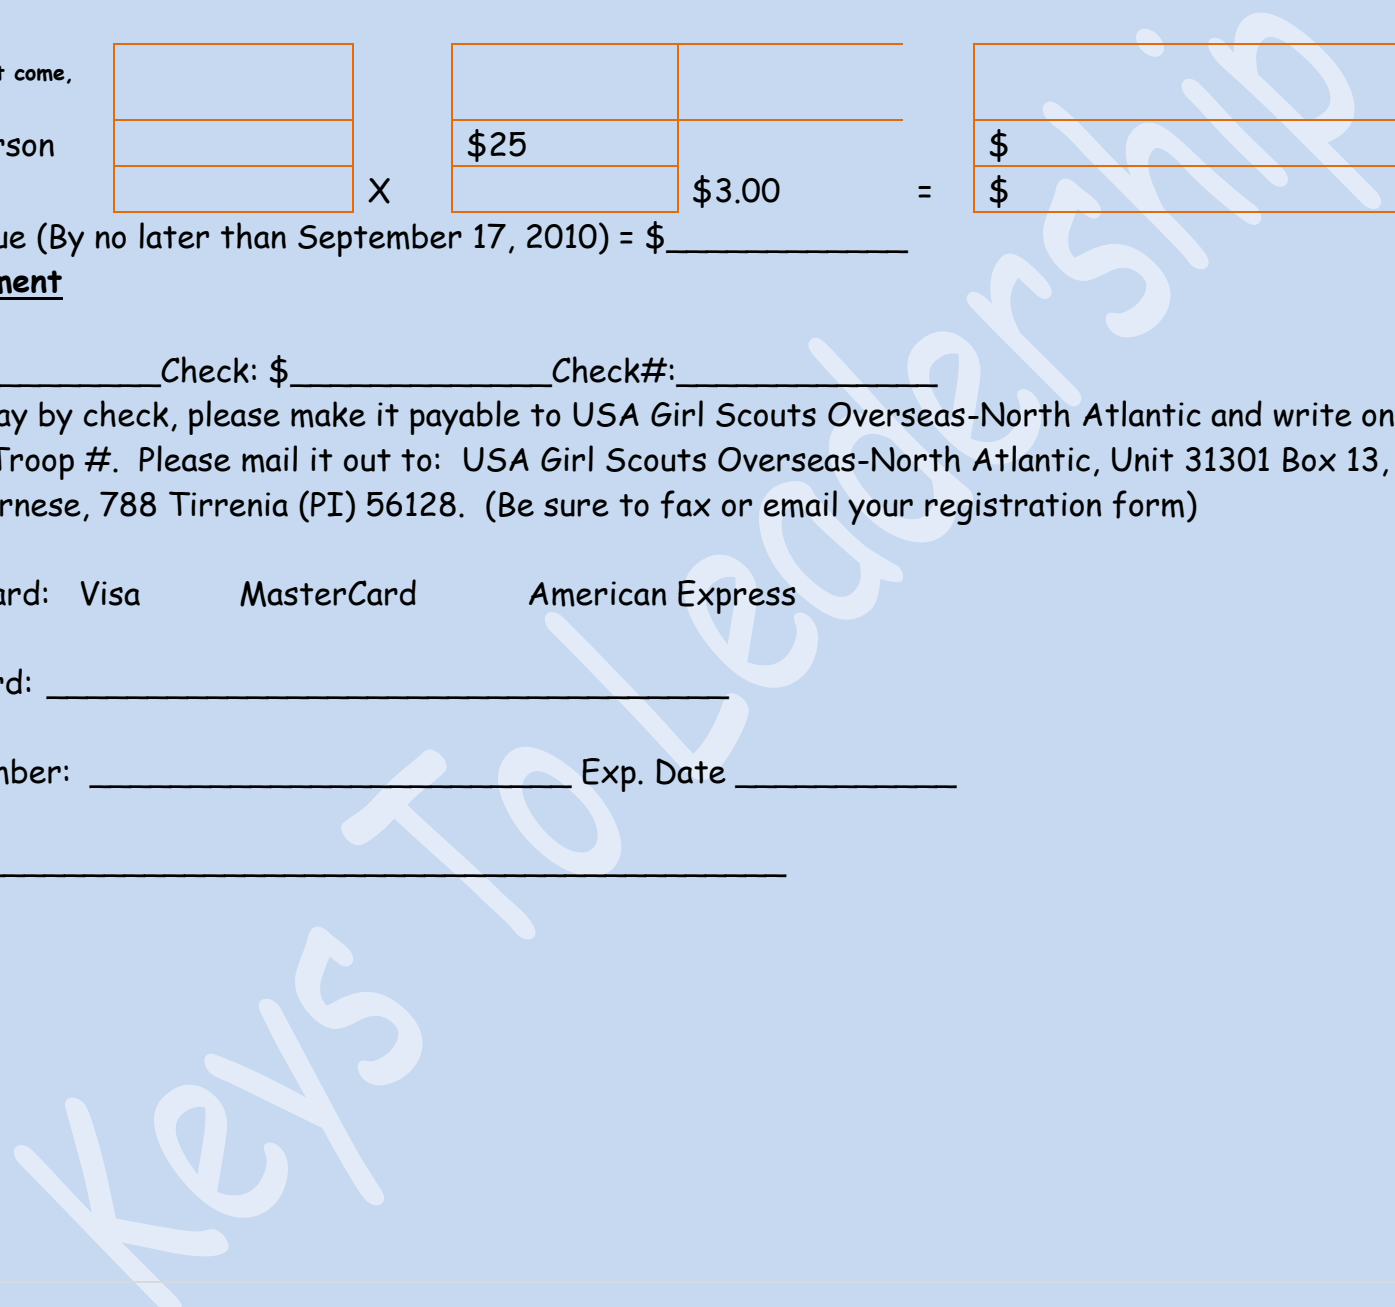 t come,
rson $25 $
X $3.00 = $
ue (By no later than September 17, 2010) = $____________
ment
________Check: $_____________Check#:_____________
ay by check, please make it payable to USA Girl Scouts Overseas-North Atlantic and write on
Troop #. Please mail it out to: USA Girl Scouts Overseas-North Atlantic, Unit 31301 Box 13,
rnese, 788 Tirrenia (PI) 56128. (Be sure to fax or email your registration form)
ard: Visa MasterCard American Express
rd: __________________________________
mber: ________________________ Exp. Date ___________
_______________________________________
Keys To Leadership